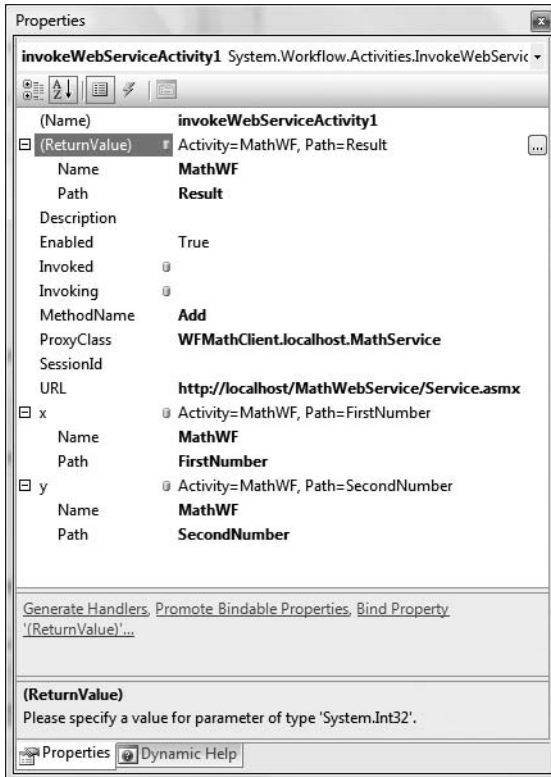 Properties
invokeWebServiceActivity1 System.Workflow.Activities.InvokeWebServic
(Name) invokeWebServiceActivity1
(ReturnValue) Activity=MathWF, Path=Result ...
Name MathWF
Path Result
Description
Enabled True
Invoked
Invoking
MethodName Add
ProxyClass WFMathClient.localhost.MathService
SessionId
URL http://localhost/MathWebService/Service.asmx
x Activity=MathWF, Path=FirstNumber
Name MathWF
Path FirstNumber
y Activity=MathWF, Path=SecondNumber
Name MathWF
Path SecondNumber
Generate Handlers, Promote Bindable Properties, Bind Property
'(ReturnValue)'...
(ReturnValue)
Please specify a value for parameter of type 'System.Int32'.
Properties Dynamic Help